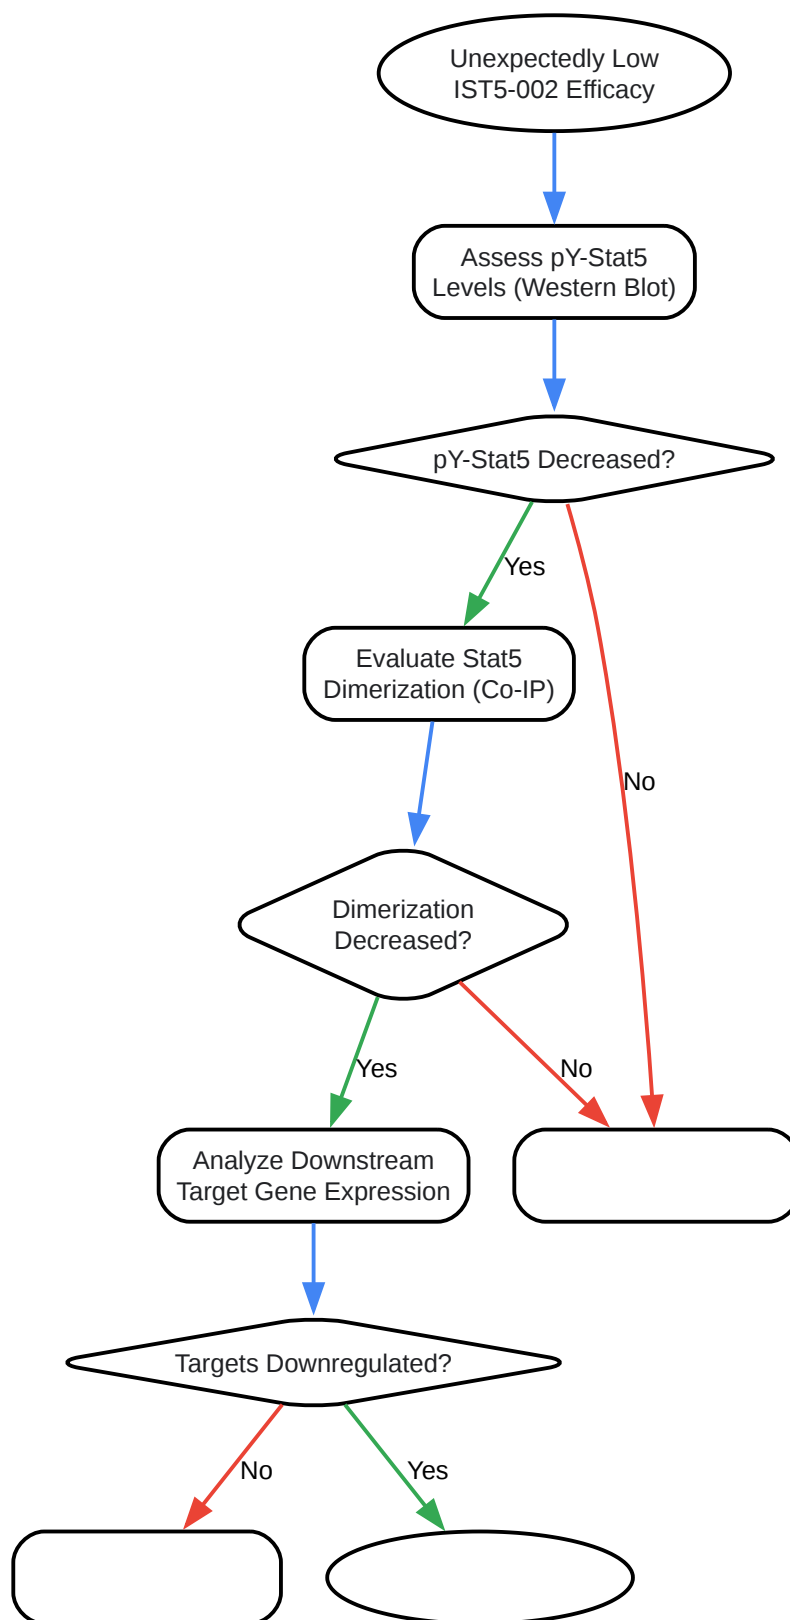 Unexpectedly Low
IST5-002 Efficacy
Assess pY-Stat5
Levels (Western Blot)
pY-Stat5 Decreased?
Yes
Evaluate Stat5
Dimerization (Co-IP)
No
Dimerization
Decreased?
Yes
No
Analyze Downstream
Target Gene Expression
Targets Downregulated?
No
Yes